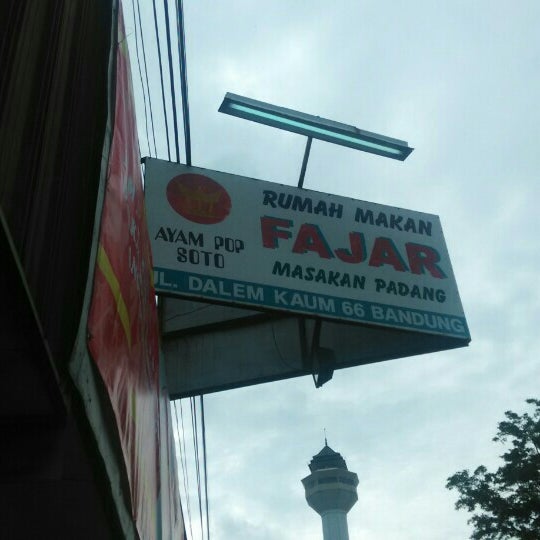 RUMAH MAKAN
FAJAR
MASAKAN PADANG
AYAM POP
SOTO
JL. DALEM KAUM 66 BANDUNG